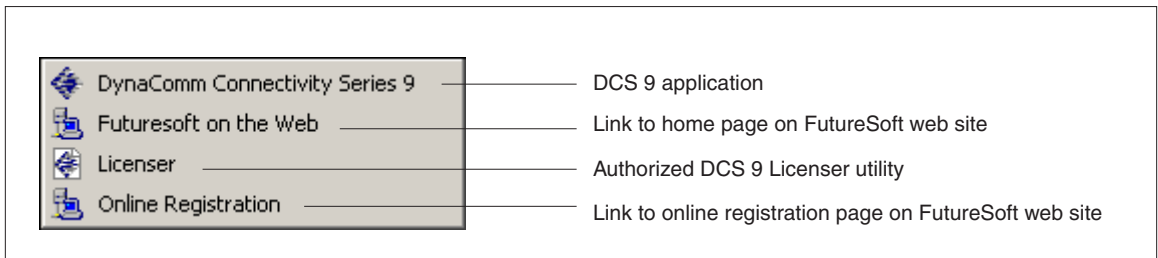 DynaComm Connectivity Series 9 DCS 9 application
Futuresoft on the Web Link to home page on FutureSoft web site
Licenser Authorized DCS 9 Licenser utility
Online Registration Link to online registration page on FutureSoft web site